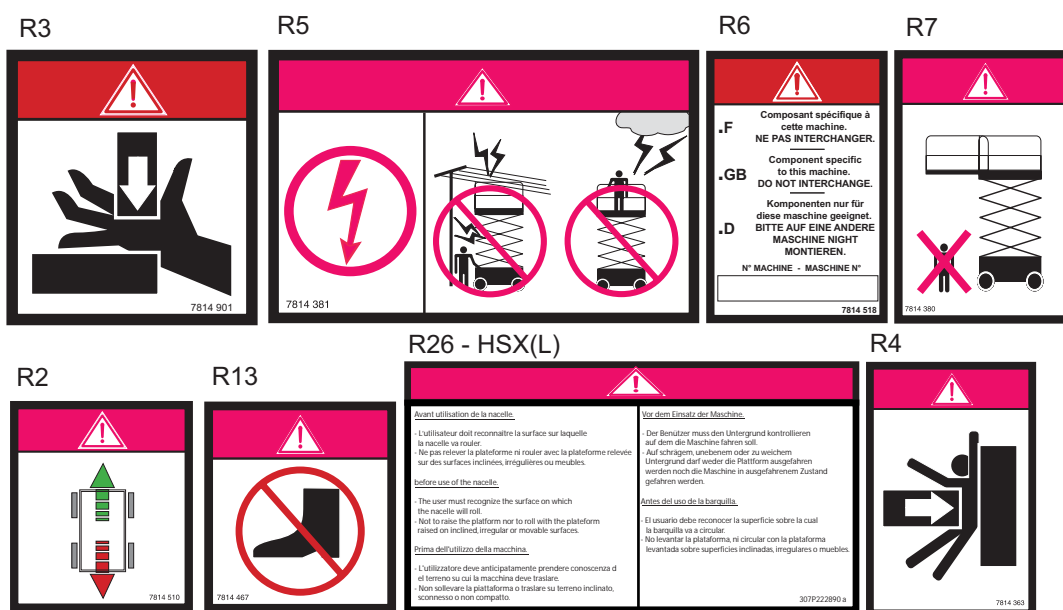 R3
7814 901
R5
7814 381
R6
.F
Composant spécifique à
cette machine.
NE PAS INTERCHANGER.
.GB
Component specific
to this machine.
DO NOT INTERCHANGE.
.D
Komponenten nur für
diese maschine geeignet.
BITTE AUF EINE ANDERE
MASCHINE NIGHT
MONTIEREN.
N° MACHINE - MASCHINE N°
7814 518
R7
7814 380
R2
7814 510
R13
7814 467
R26 - HSX(L)
Avant utilisation de la nacelle.
- L'utilisateur doit reconnaitre la surface sur laquelle
la nacelle va rouler.
- Ne pas relever la plateforme ni rouler avec la plateforme relevée
sur des surfaces inclinées, irrégulières ou meubles.
before use of the nacelle.
- The user must recognize the surface on which
the nacelle will roll.
- Not to raise the platform nor to roll with the plateform
raised on inclined, irregular or movable surfaces.
Prima dell'utilizzo della macchina.
- L'utilizzatore deve anticipatamente prendere conoscenza d
el terreno su cui la macchina deve traslare.
- Non sollevare la piattaforma o traslare su terreno inclinato,
sconnesso o non compatto.
Vor dem Einsatz der Maschine.
- Der Benützer muss den Untergrund kontrollieren
auf dem die Maschine fahren soll.
- Auf schrägem, unebenem oder zu weichem
Untergrund darf weder die Plattform ausgefahren
werden noch die Maschine in ausgefahrenem Zustand
gefahren werden.
Antes del uso de la barquilla.
- El usuario debe reconocer la superficie sobre la cual
la barquilla va a circular.
- No levantar la plataforma, ni circular con la plataforma
levantada sobre superficies inclinadas, irregulares o muebles.
307P222890 a
R4
7814 363